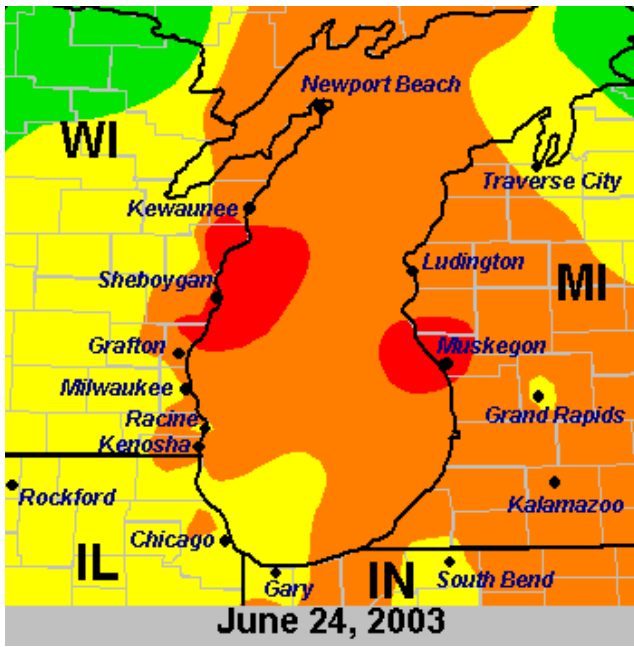 Newport Beach
WI
Traverse City
Kewaunee
Ludington
Sheboygan
MI
Grafton
Muskegon
Milwaukee
Grand Rapids
Racine
Kenosha
Rockford
Kalamazoo
Chicago
IL
IN
South Bend
Gary
June 24, 2003